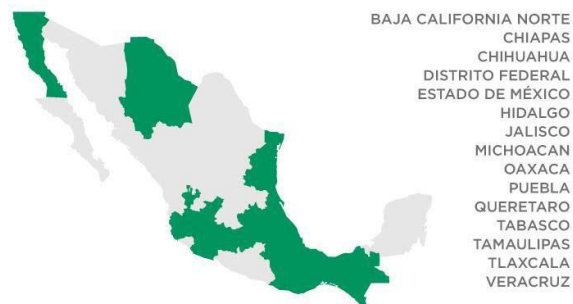 BAJA CALIFORNIA NORTE
CHIAPAS
CHIHUAHUA
DISTRITO FEDERAL
ESTADO DE MÉXICO
HIDALGO
JALISCO
MICHOACAN
OAXACA
PUEBLA
QUERETARO
TABASCO
TAMAULIPAS
TLAXCALA
VERACRUZ